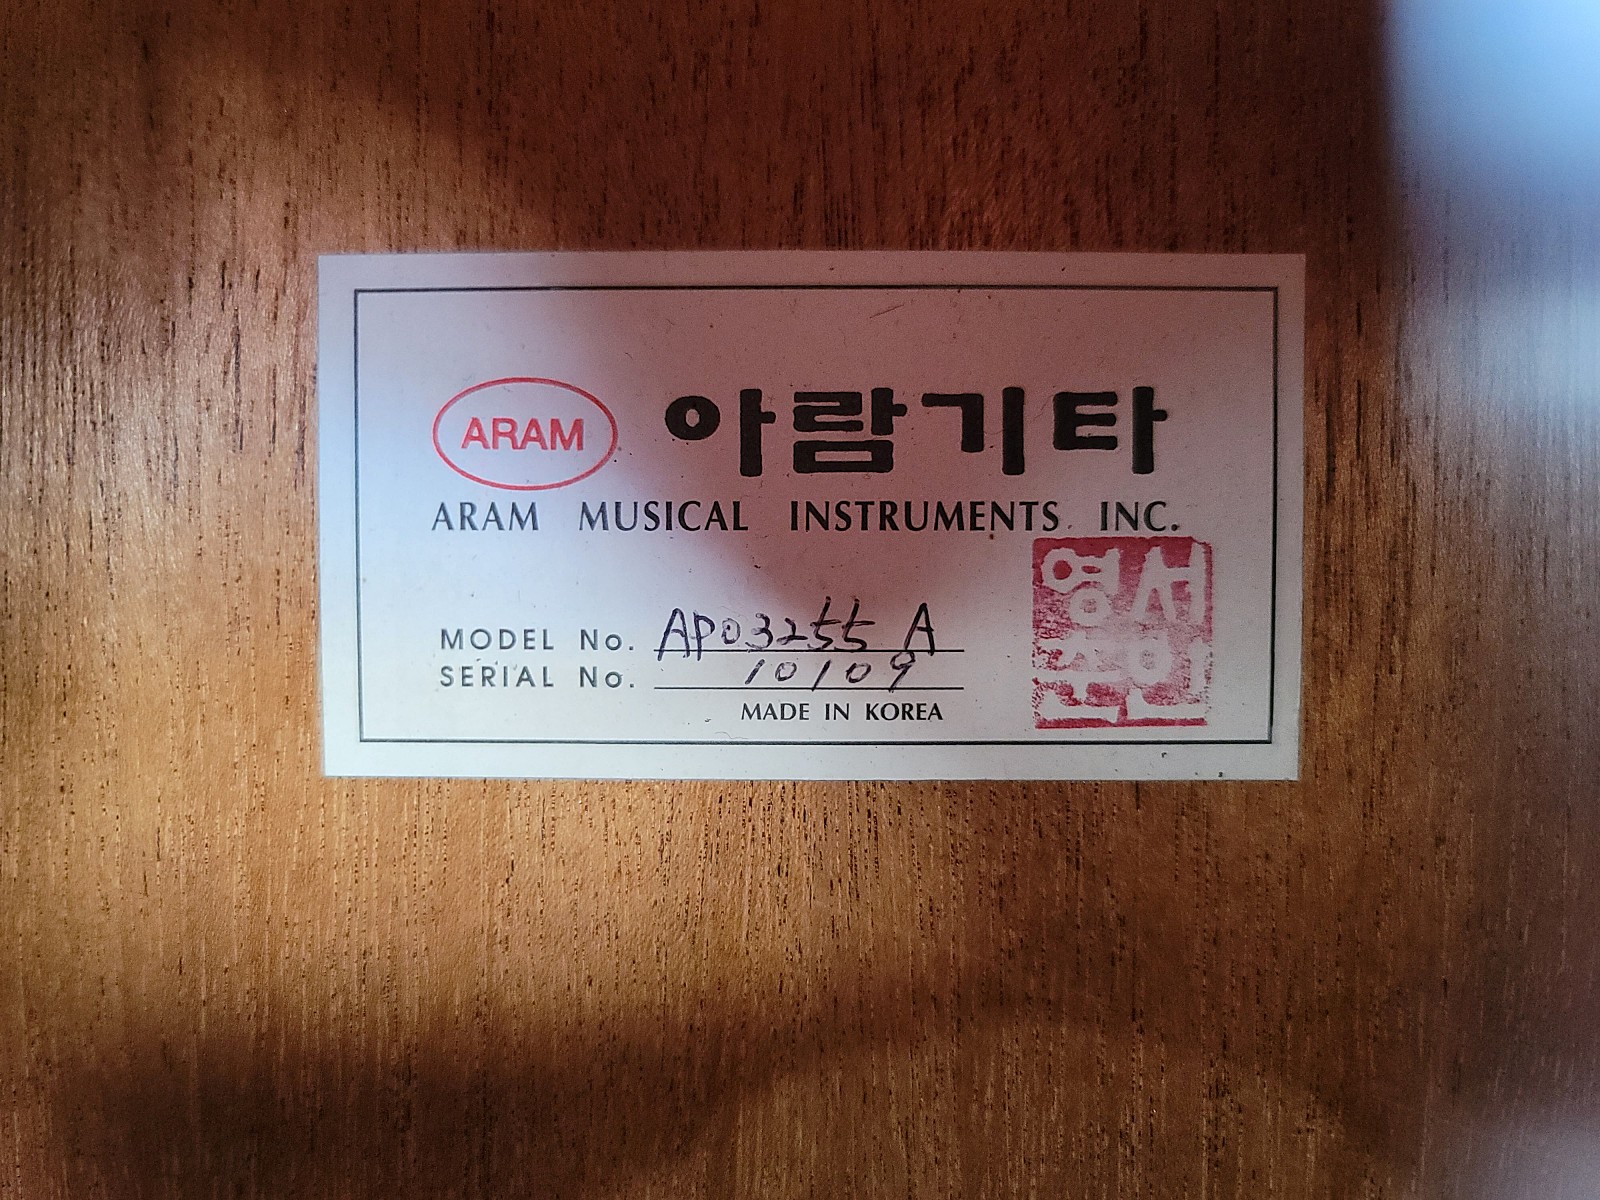 ARAM 아람기타
ARAM MUSICAL INSTRUMENTS. INC.
MODEL No. AP03255 A
SERIAL No. 10109
MADE IN KOREA